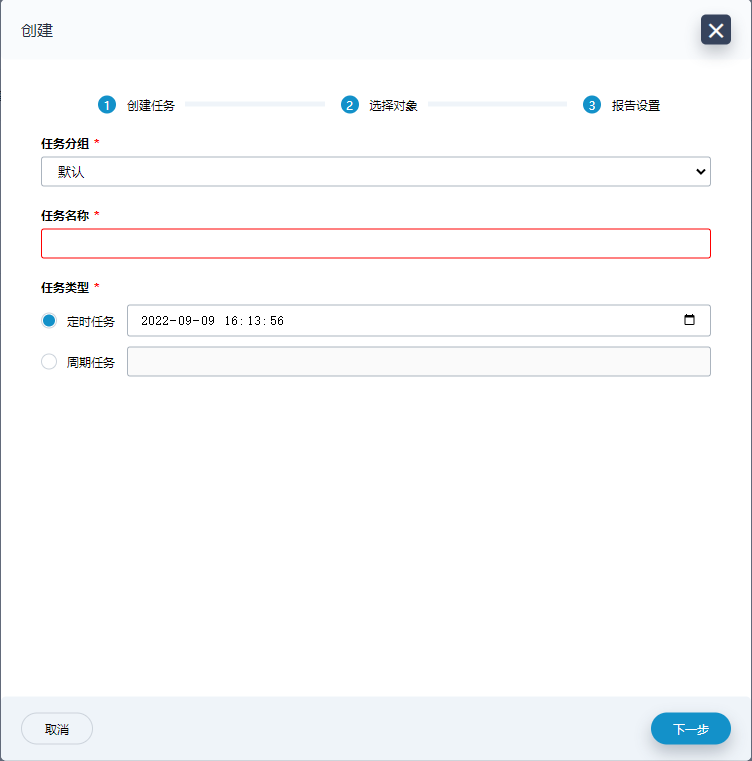 创建
1 创建任务 2 选择对象 3 报告设置
任务分组 *
默认
任务名称 *
任务类型 *
定时任务 2022-09-09 16:13:56
周期任务
取消 下一步